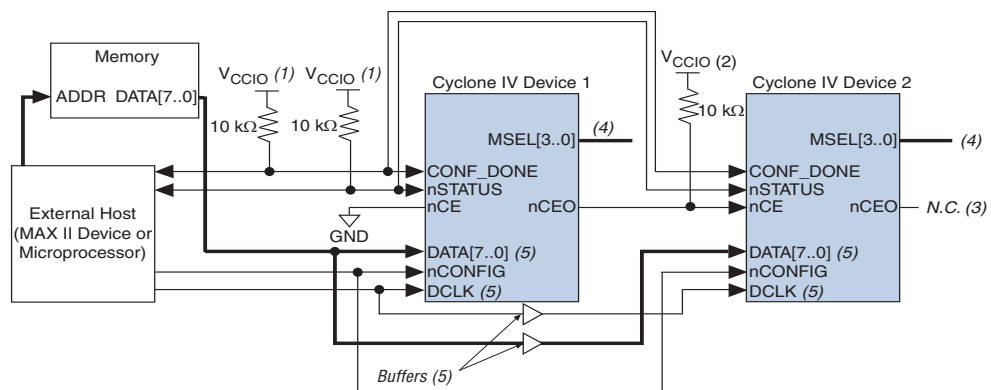 Memory
ADDR DATA[7..0]
VCCIO (1)
VCCIO (1)
10 kΩ
10 kΩ
Cyclone IV Device 1
MSEL[3..0]
(4)
CONF_DONE
nSTATUS
nCE
nCEO
GND
DATA[7..0] (5)
nCONFIG
DCLK (5)
VCCIO (2)
10 kΩ
Cyclone IV Device 2
MSEL[3..0]
(4)
CONF_DONE
nSTATUS
nCE
nCEO
N.C. (3)
DATA[7..0] (5)
nCONFIG
DCLK (5)
External Host
(MAX II Device or
Microprocessor)
Buffers (5)